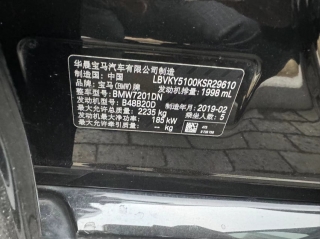 华晨宝马汽车有限公司制造
制造国: 中国 LBVKY5100KSR29610
品牌: 宝马(BMW)牌 发动机排量: 1998 mL
整车型号: BMW7201DN
发动机型号: B48B20D 制造年月: 2019-02
最大允许总质量: 2235 kg 乘坐人数: 5
发动机最大净功率: 185 kW
最大允许牵引质量: -- kg